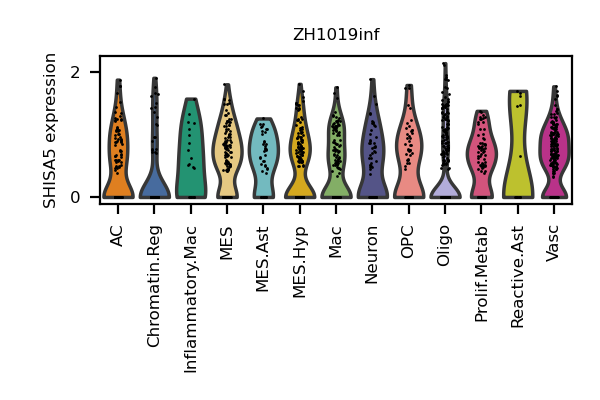 ZH1019inf
SHISA5 expression
2
0
AC
Chromatin.Reg
Inflammatory.Mac
MES
MES.Ast
MES.Hyp
Mac
Neuron
OPC
Oligo
Prolif.Metab
Reactive.Ast
Vasc